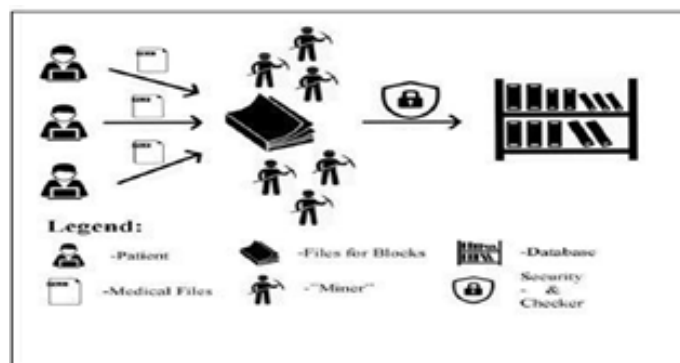 Legend:
-Patient
-Files for Blocks
-Database
-Medical Files
-"Miner"
Security
- &
Checker